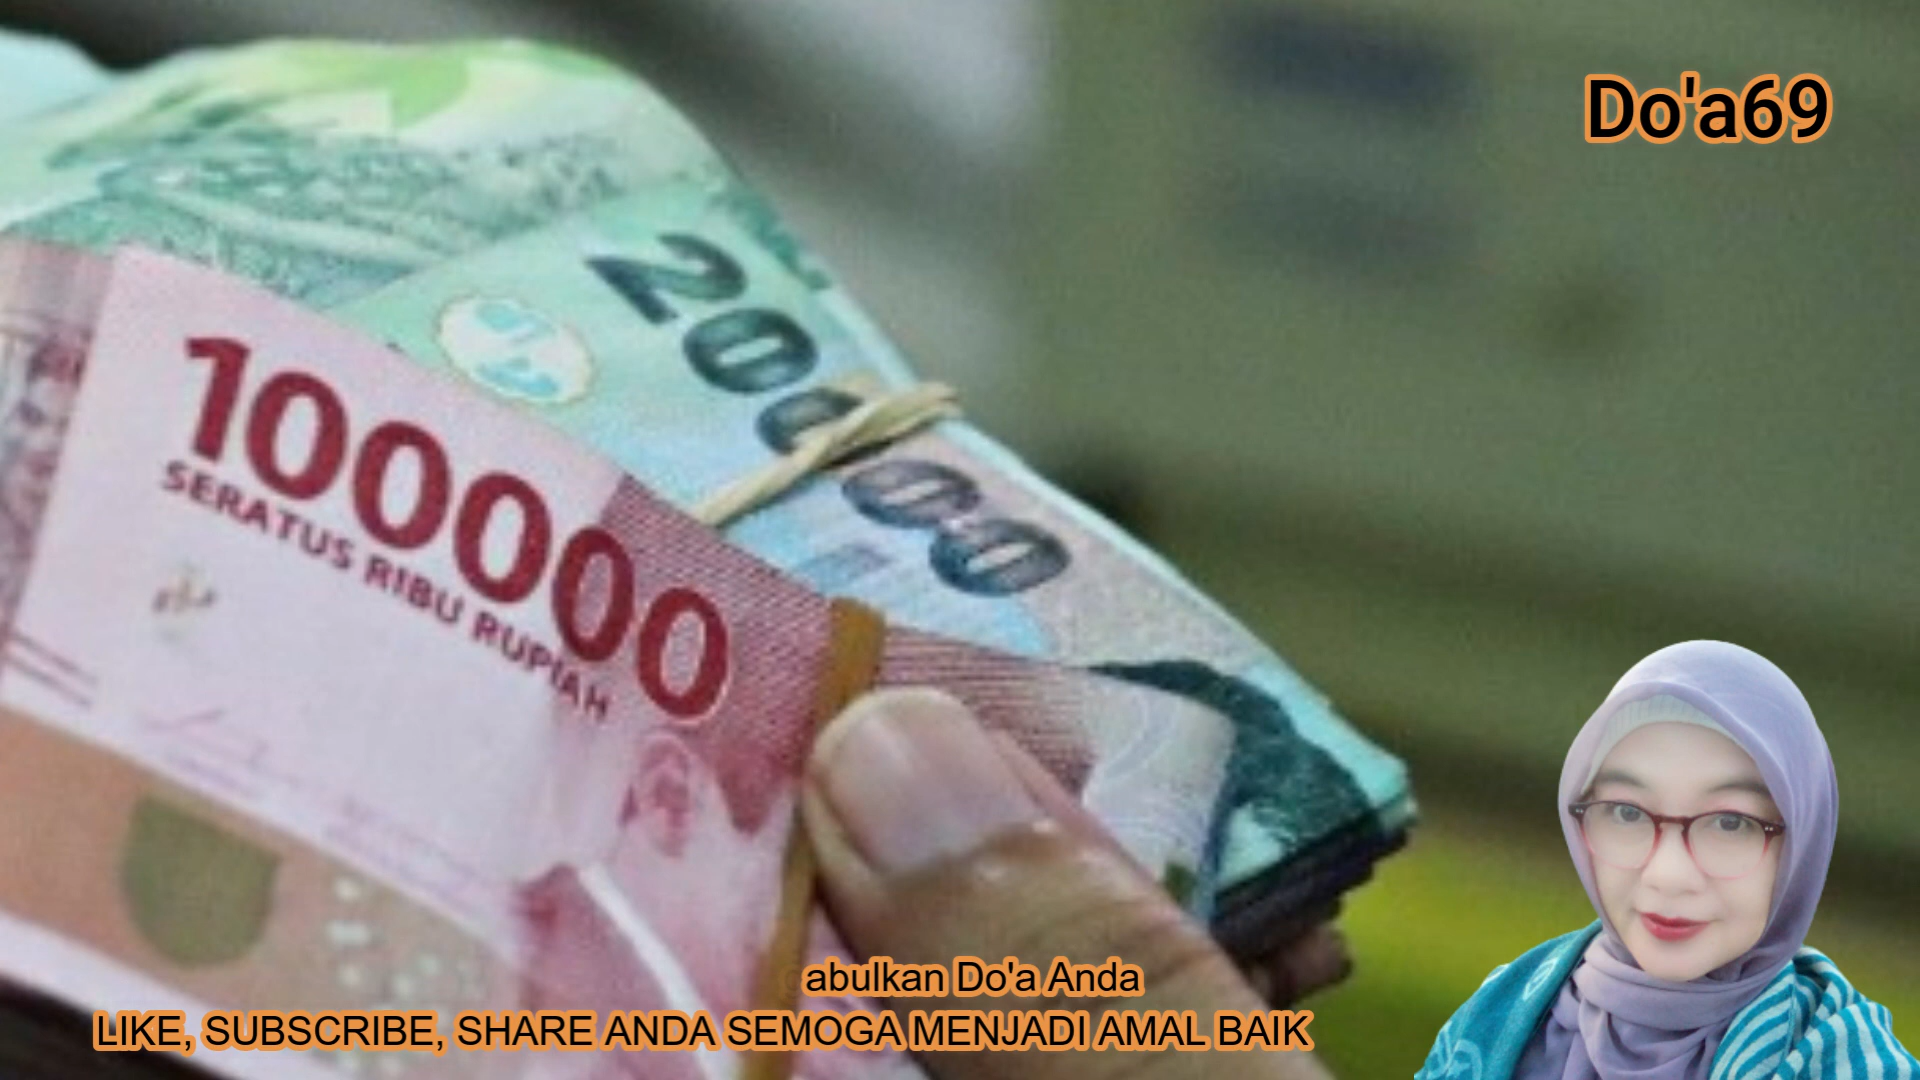 Do'a69
20000
100000
SERATUS RIBU RUPIAH
abulkan Do'a Anda
LIKE, SUBSCRIBE, SHARE ANDA SEMOGA MENJADI AMAL BAIK